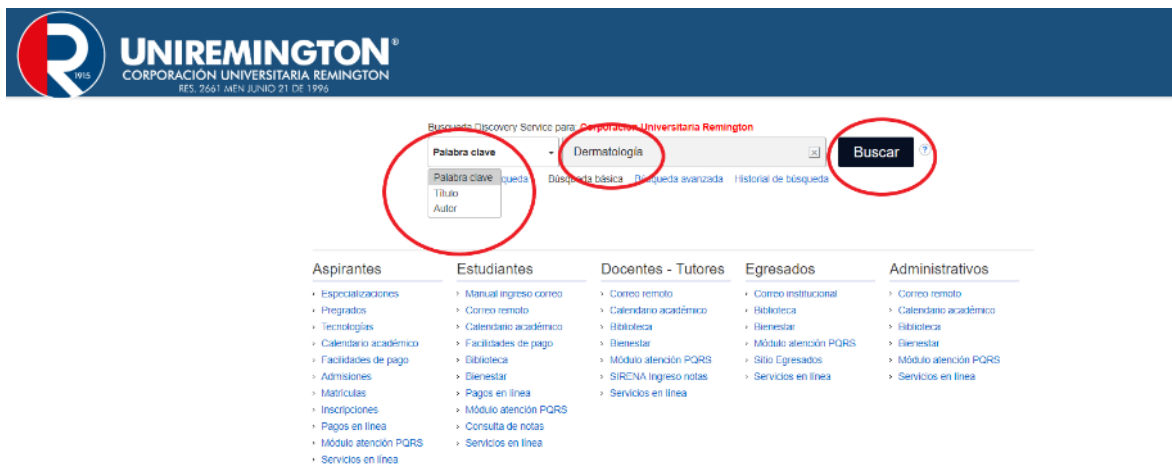 UNIREMINGTON®
CORPORACIÓN UNIVERSITARIA REMINGTON
RES. 2661 MEN JUNIO 21 DE 1996
1915
Busqueda Discovery Service para: Corporación Universitaria Remington
Palabra clave Dermatología Buscar ?
Palabra clave queda Búsqueda básica Búsqueda avanzada Historial de búsqueda
Título
Autor
Aspirantes
Especializaciones
Pregrados
Tecnologías
Calendario académico
Facilidades de pago
Admisiones
Matriculas
Inscripciones
Pagos en línea
Módulo atención PQRS
Servicios en línea
Estudiantes
Manual ingreso correo
Correo remoto
Calendario académico
Facilidades de pago
Biblioteca
Bienestar
Pagos en línea
Módulo atención PQRS
Consulta de notas
Servicios en línea
Docentes - Tutores
Correo remoto
Calendario académico
Biblioteca
Bienestar
Módulo atención PQRS
SIRENA Ingreso notas
Servicios en línea
Egresados
Correo institucional
Biblioteca
Bienestar
Módulo atención PQRS
Sitio Egresados
Servicios en línea
Administrativos
Correo remoto
Calendario académico
Biblioteca
Bienestar
Módulo atención PQRS
Servicios en línea